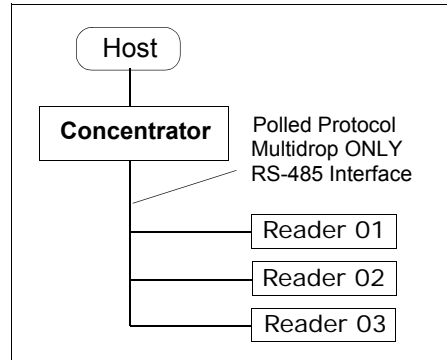 Host
Concentrator
Polled Protocol
Multidrop ONLY
RS-485 Interface
Reader 01
Reader 02
Reader 03